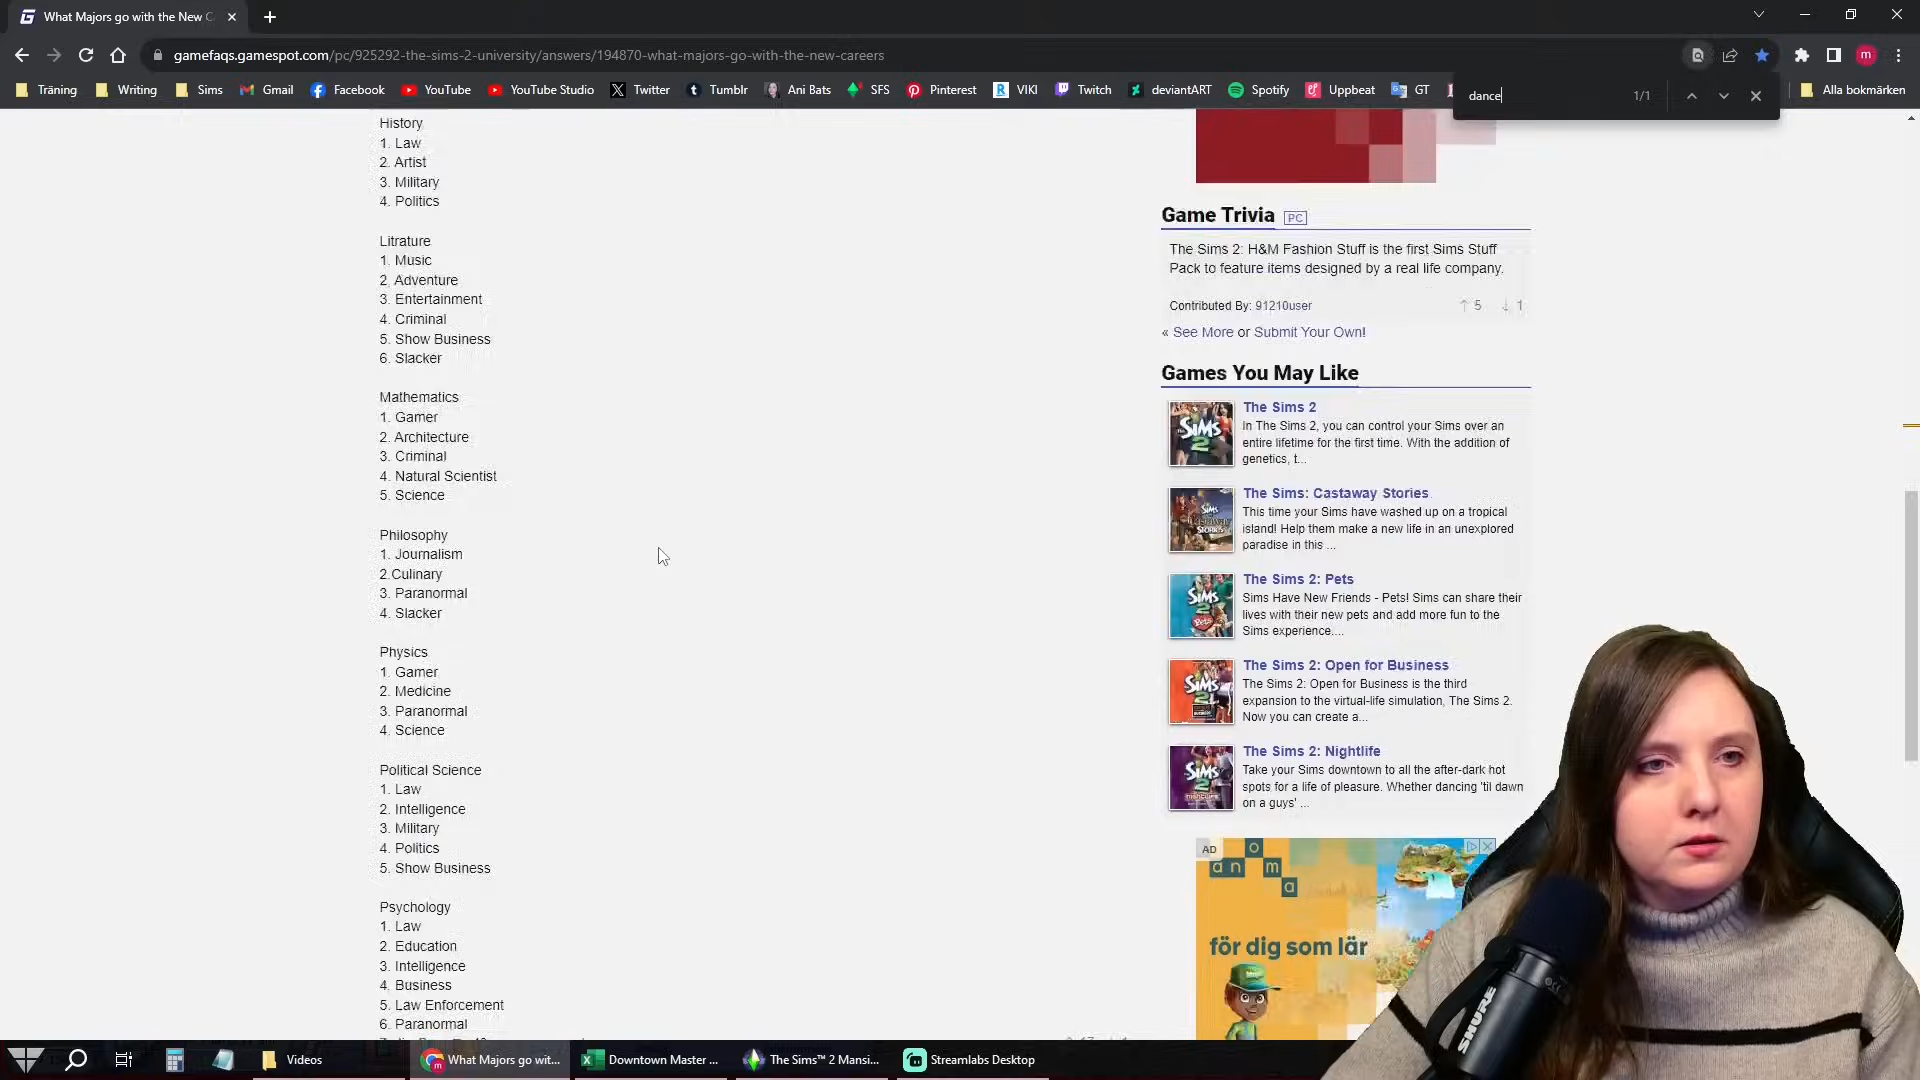 What Majors go with the New C
gamefaqs.gamespot.com/pc/925292-the-sims-2-university/answers/194870-what-majors-go-with-the-new-careers
Träning
Writing
Sims
Gmail
Facebook
YouTube
YouTube Studio
Twitter
Tumblr
Ani Bats
SFS
Pinterest
VIKI
Twitch
deviantART
Spotify
Uppbeat
GT
Alla bokmärken
dance
1/1
History
1. Law
2. Artist
3. Military
4. Politics
Litrature
1. Music
2. Adventure
3. Entertainment
4. Criminal
5. Show Business
6. Slacker
Mathematics
1. Gamer
2. Architecture
3. Criminal
4. Natural Scientist
5. Science
Philosophy
1. Journalism
2.Culinary
3. Paranormal
4. Slacker
Physics
1. Gamer
2. Medicine
3. Paranormal
4. Science
Political Science
1. Law
2. Intelligence
3. Military
4. Politics
5. Show Business
Psychology
1. Law
2. Education
3. Intelligence
4. Business
5. Law Enforcement
6. Paranormal
Game Trivia PC
The Sims 2: H&M Fashion Stuff is the first Sims Stuff
Pack to feature items designed by a real life company.
Contributed By: 91210user
5
1
« See More or Submit Your Own!
Games You May Like
The Sims 2
In The Sims 2, you can control your Sims over an
entire lifetime for the first time. With the addition of
genetics, t...
The Sims: Castaway Stories
This time your Sims have washed up on a tropical
island! Help them make a new life in an unexplored
paradise in this ...
The Sims 2: Pets
Sims Have New Friends - Pets! Sims can share their
lives with their new pets and add more fun to the
Sims experience....
The Sims 2: Open for Business
The Sims 2: Open for Business is the third
expansion to the virtual-life simulation, The Sims 2.
Now you can create a...
The Sims 2: Nightlife
Take your Sims downtown to all the after-dark hot
spots for a life of pleasure. Whether dancing 'til dawn
on a guys' ...
AD
anoma
för dig som lär
SHURE
Videos
What Majors go wit...
Downtown Master ...
The Sims™ 2 Mansi...
Streamlabs Desktop